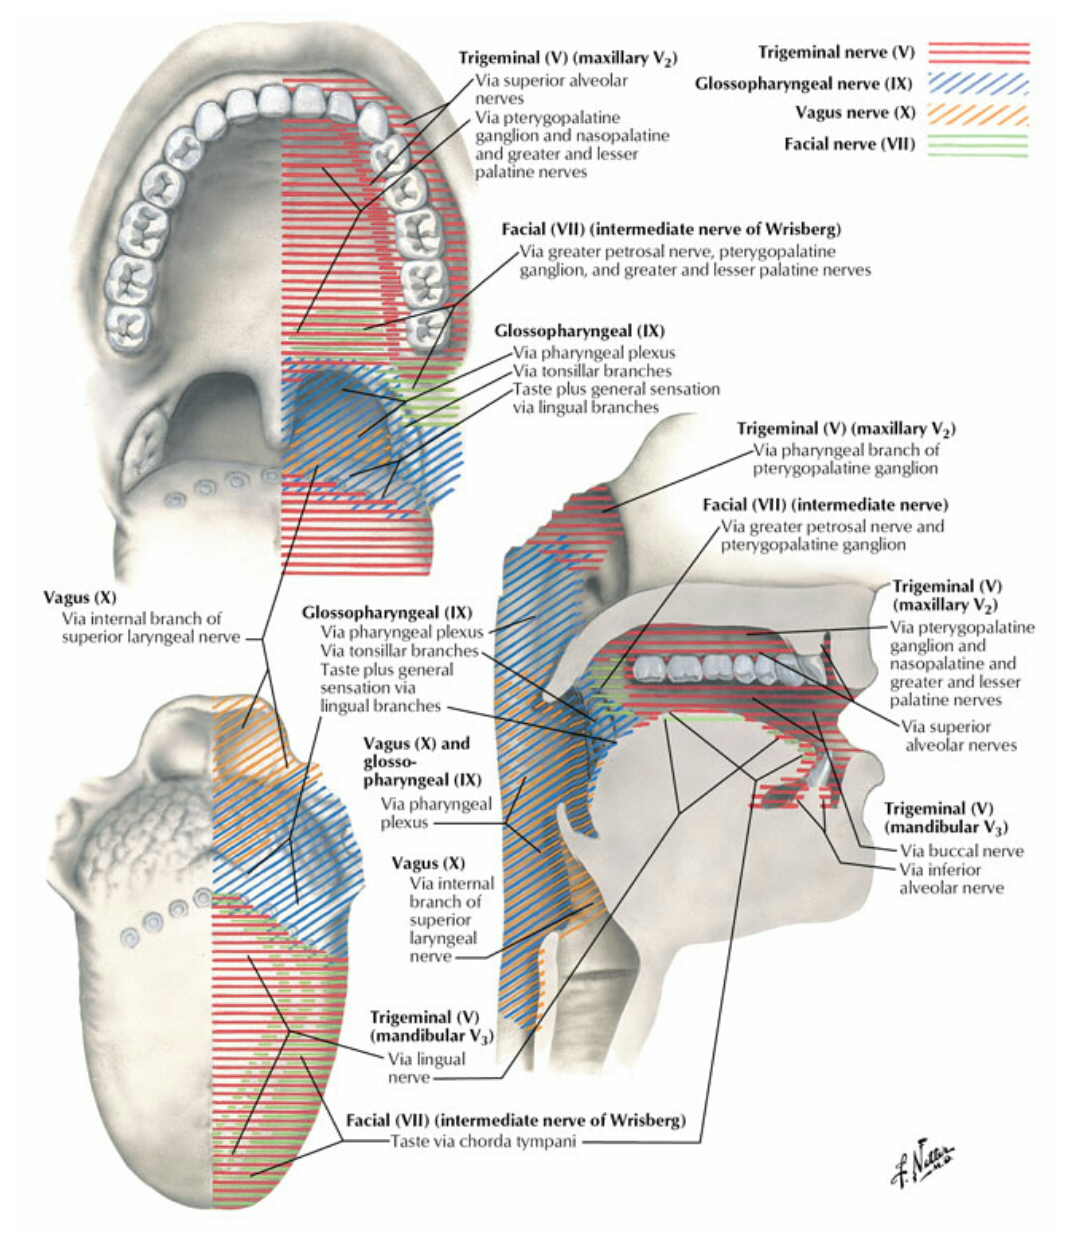 Trigeminal (V) (maxillary V2)
Via superior alveolar
nerves
Via pterygopalatine
ganglion and nasopalatine
and greater and lesser
palatine nerves
Trigeminal nerve (V)
Glossopharyngeal nerve (IX)
Vagus nerve (X)
Facial nerve (VII)
Facial (VII) (intermediate nerve of Wrisberg)
Via greater petrosal nerve, pterygopalatine
ganglion, and greater and lesser palatine nerves
Glossopharyngeal (IX)
Via pharyngeal plexus
Via tonsillar branches
Taste plus general sensation
via lingual branches
Trigeminal (V) (maxillary V2)
Via pharyngeal branch of
pterygopalatine ganglion
Facial (VII) (intermediate nerve)
Via greater petrosal nerve and
pterygopalatine ganglion
Vagus (X)
Via internal branch of
superior laryngeal nerve
Glossopharyngeal (IX)
Via pharyngeal plexus
Via tonsillar branches
Taste plus general
sensation via
lingual branches
Trigeminal (V)
(maxillary V2)
Via pterygopalatine
ganglion and
nasopalatine and
greater and lesser
palatine nerves
Via superior
alveolar nerves
Vagus (X) and
glosso-
pharyngeal (IX)
Via pharyngeal
plexus
Trigeminal (V)
(mandibular V3)
Via buccal nerve
Via inferior
alveolar nerve
Vagus (X)
Via internal
branch of
superior
laryngeal
nerve
Trigeminal (V)
(mandibular V3)
Via lingual
nerve
Facial (VII) (intermediate nerve of Wrisberg)
Taste via chorda tympani
F. Netter M.D.